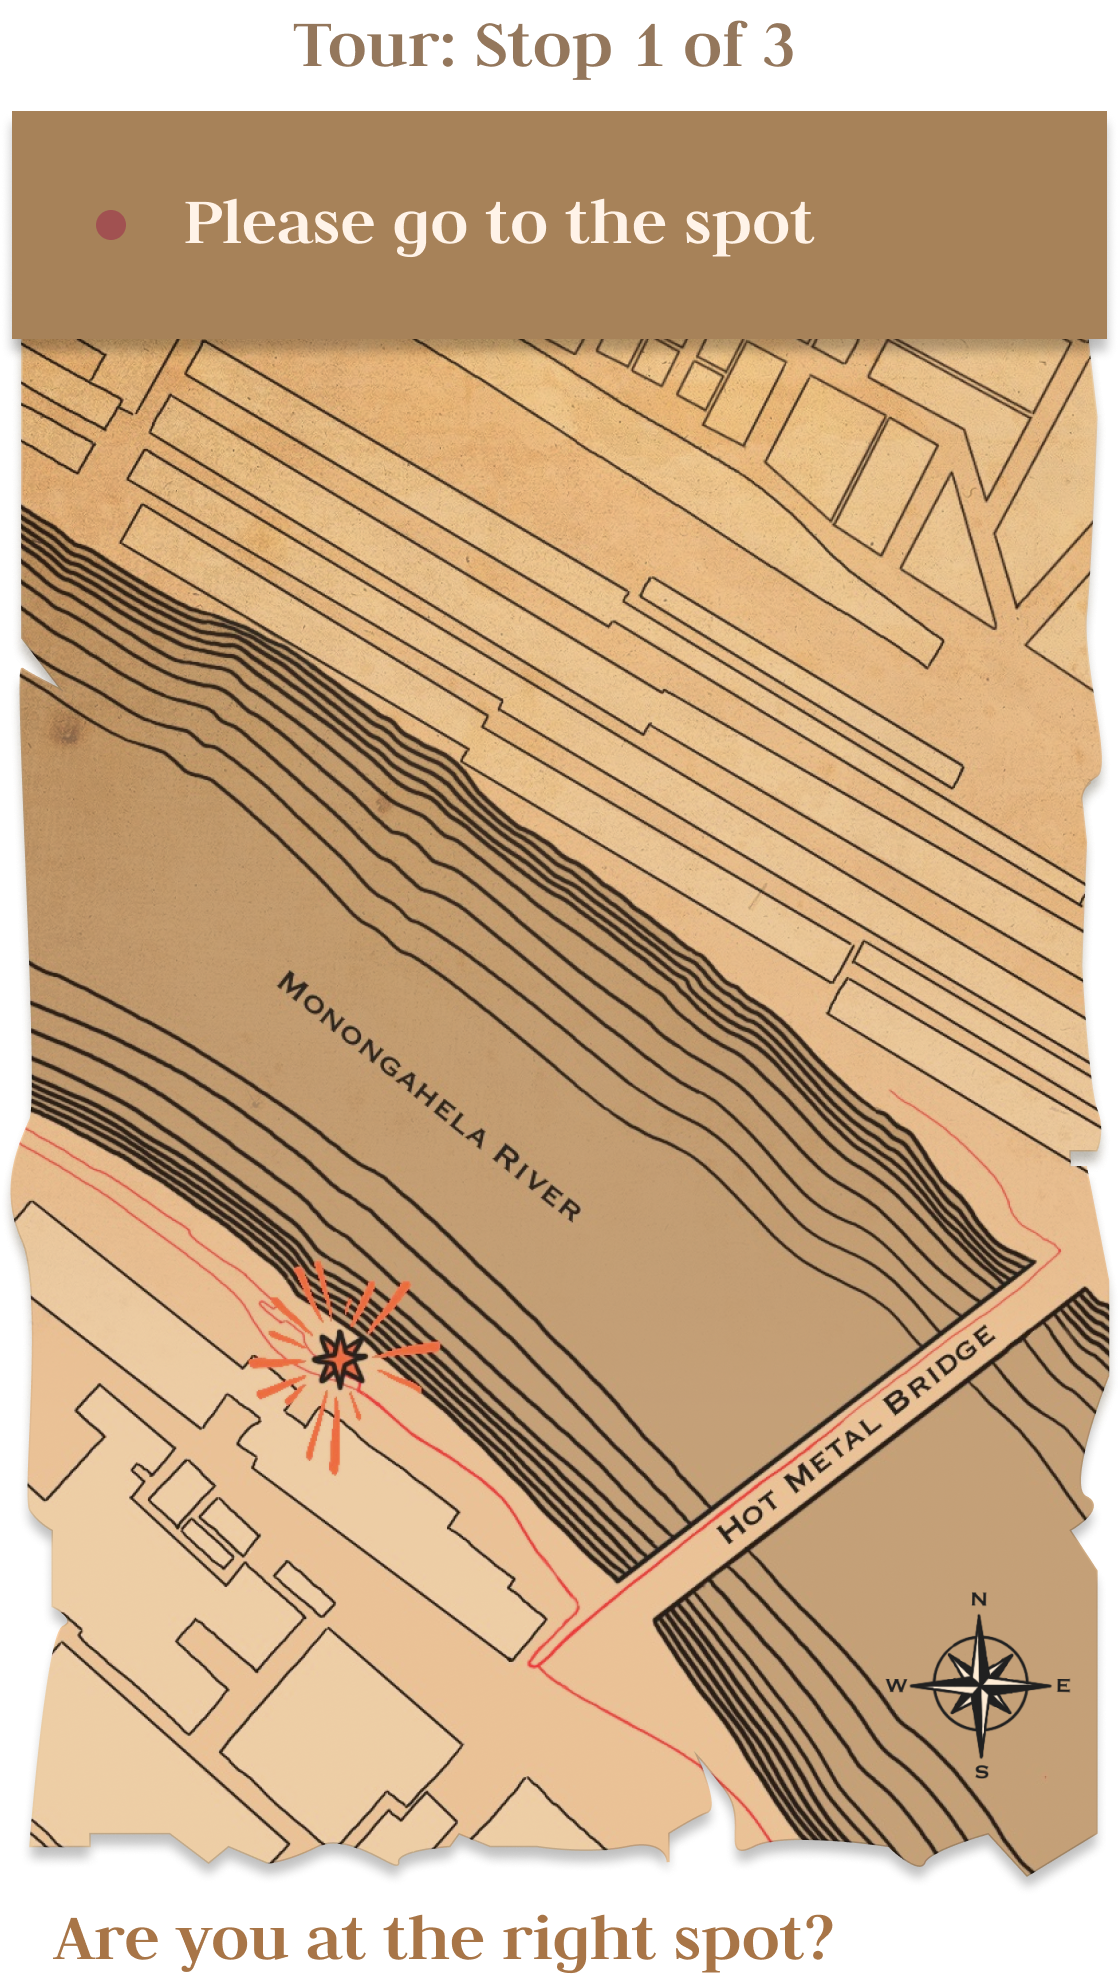 Tour: Stop 1 of 3
Please go to the spot
MONONGAHELA RIVER
HOT METAL BRIDGE
N
W E
S
Are you at the right spot?